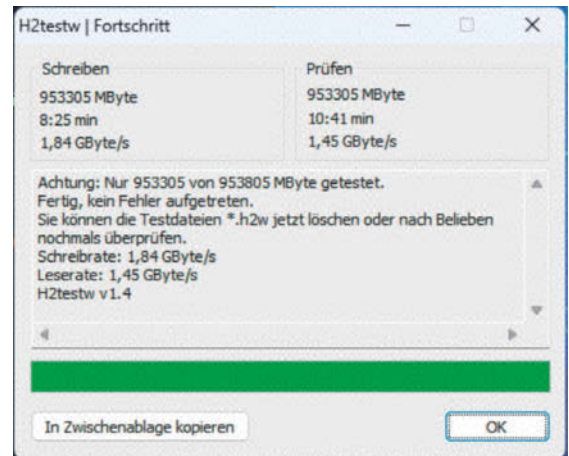 H2testw | Fortschritt
Schreiben
953305 MByte
8:25 min
1,84 GByte/s
Prüfen
953305 MByte
10:41 min
1,45 GByte/s
Achtung: Nur 953305 von 953805 MByte getestet.
Fertig, kein Fehler aufgetreten.
Sie können die Testdateien *.h2w jetzt löschen oder nach Belieben
nochmals überprüfen.
Schreibrate: 1,84 GByte/s
Leserate: 1,45 GByte/s
H2testw v1.4
In Zwischenablage kopieren
OK